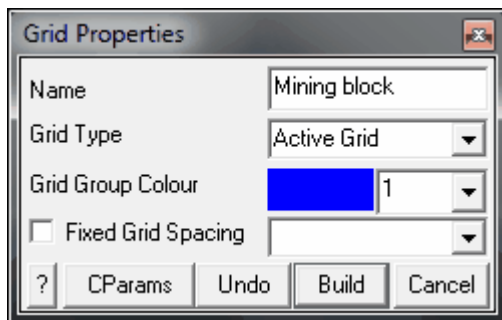 Grid Properties
Name Mining block
Grid Type Active Grid
Grid Group Colour 1
Fixed Grid Spacing
? CParams Undo Build Cancel